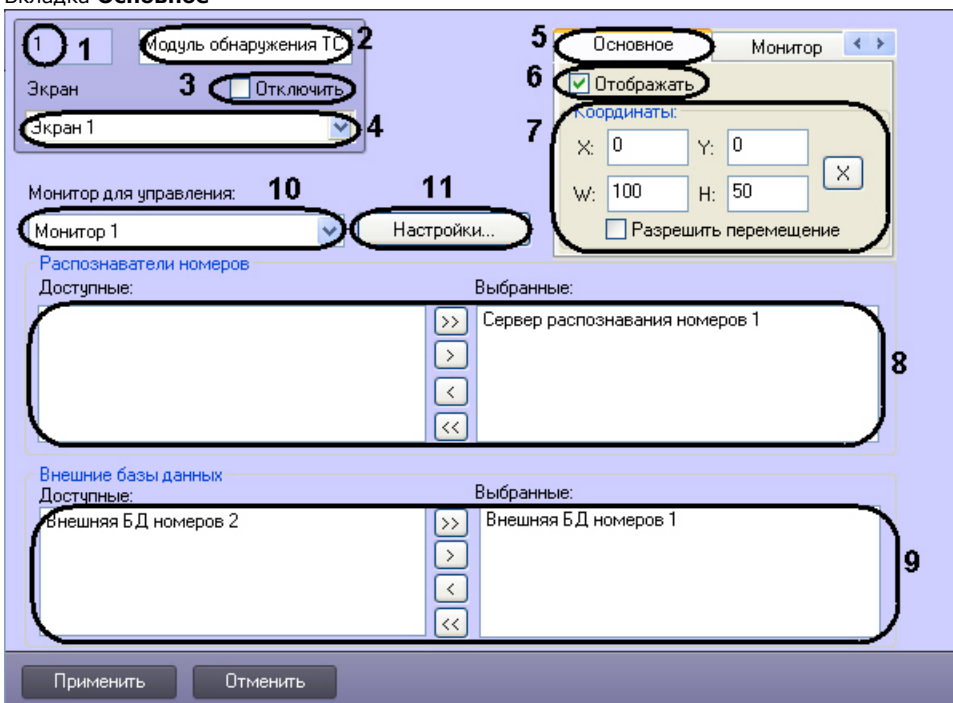 Вкладка Основное
1 1 Модуль обнаружения ТС 2
Экран 3 Отключить
Экран 1 4
5 Основное Монитор
6 Отображать
7 Координаты:
X: 0 Y: 0 X
W: 100 H: 50
Разрешить перемещение
Монитор для управления: 10 11
Монитор 1 Настройки...
Распознаватели номеров
Доступные: Выбранные:
>> Сервер распознавания номеров 1
>
< 8
<<
Внешние базы данных
Доступные: Выбранные:
Внешняя БД номеров 2 >> Внешняя БД номеров 1
> 9
<
<<
Применить Отменить